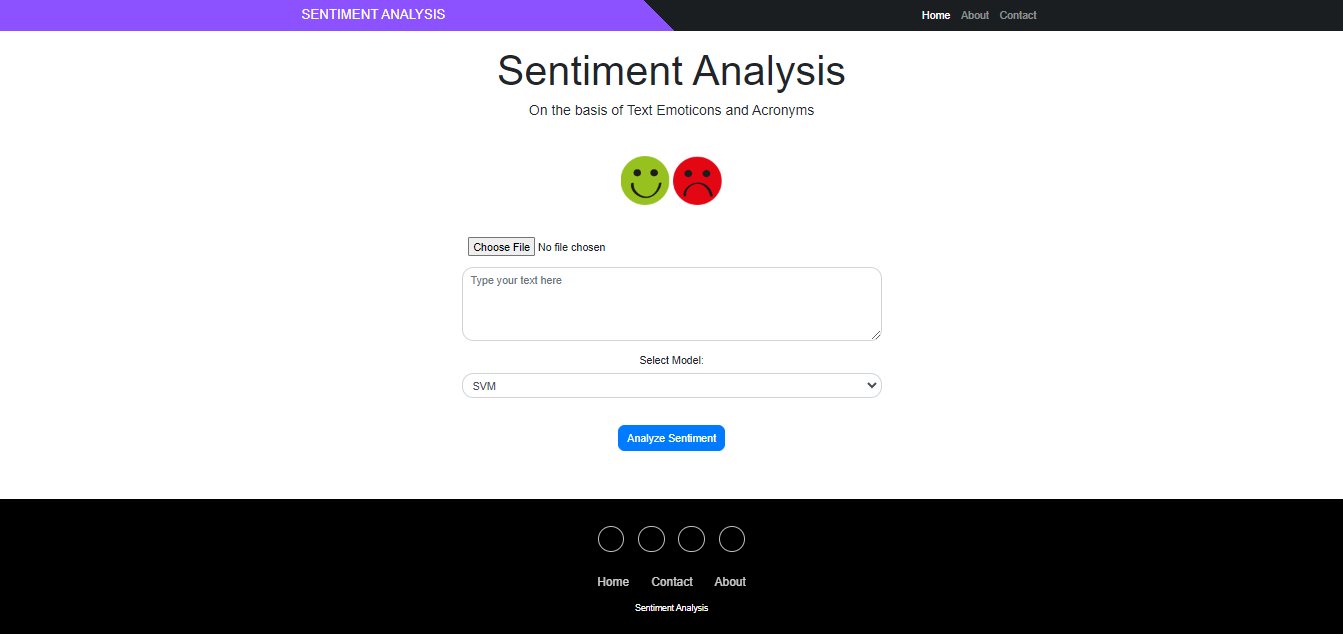 SENTIMENT ANALYSIS
Home About Contact
Sentiment Analysis
On the basis of Text Emoticons and Acronyms
Choose File No file chosen
Type your text here
Select Model:
SVM
Analyze Sentiment
Home Contact About
Sentiment Analysis